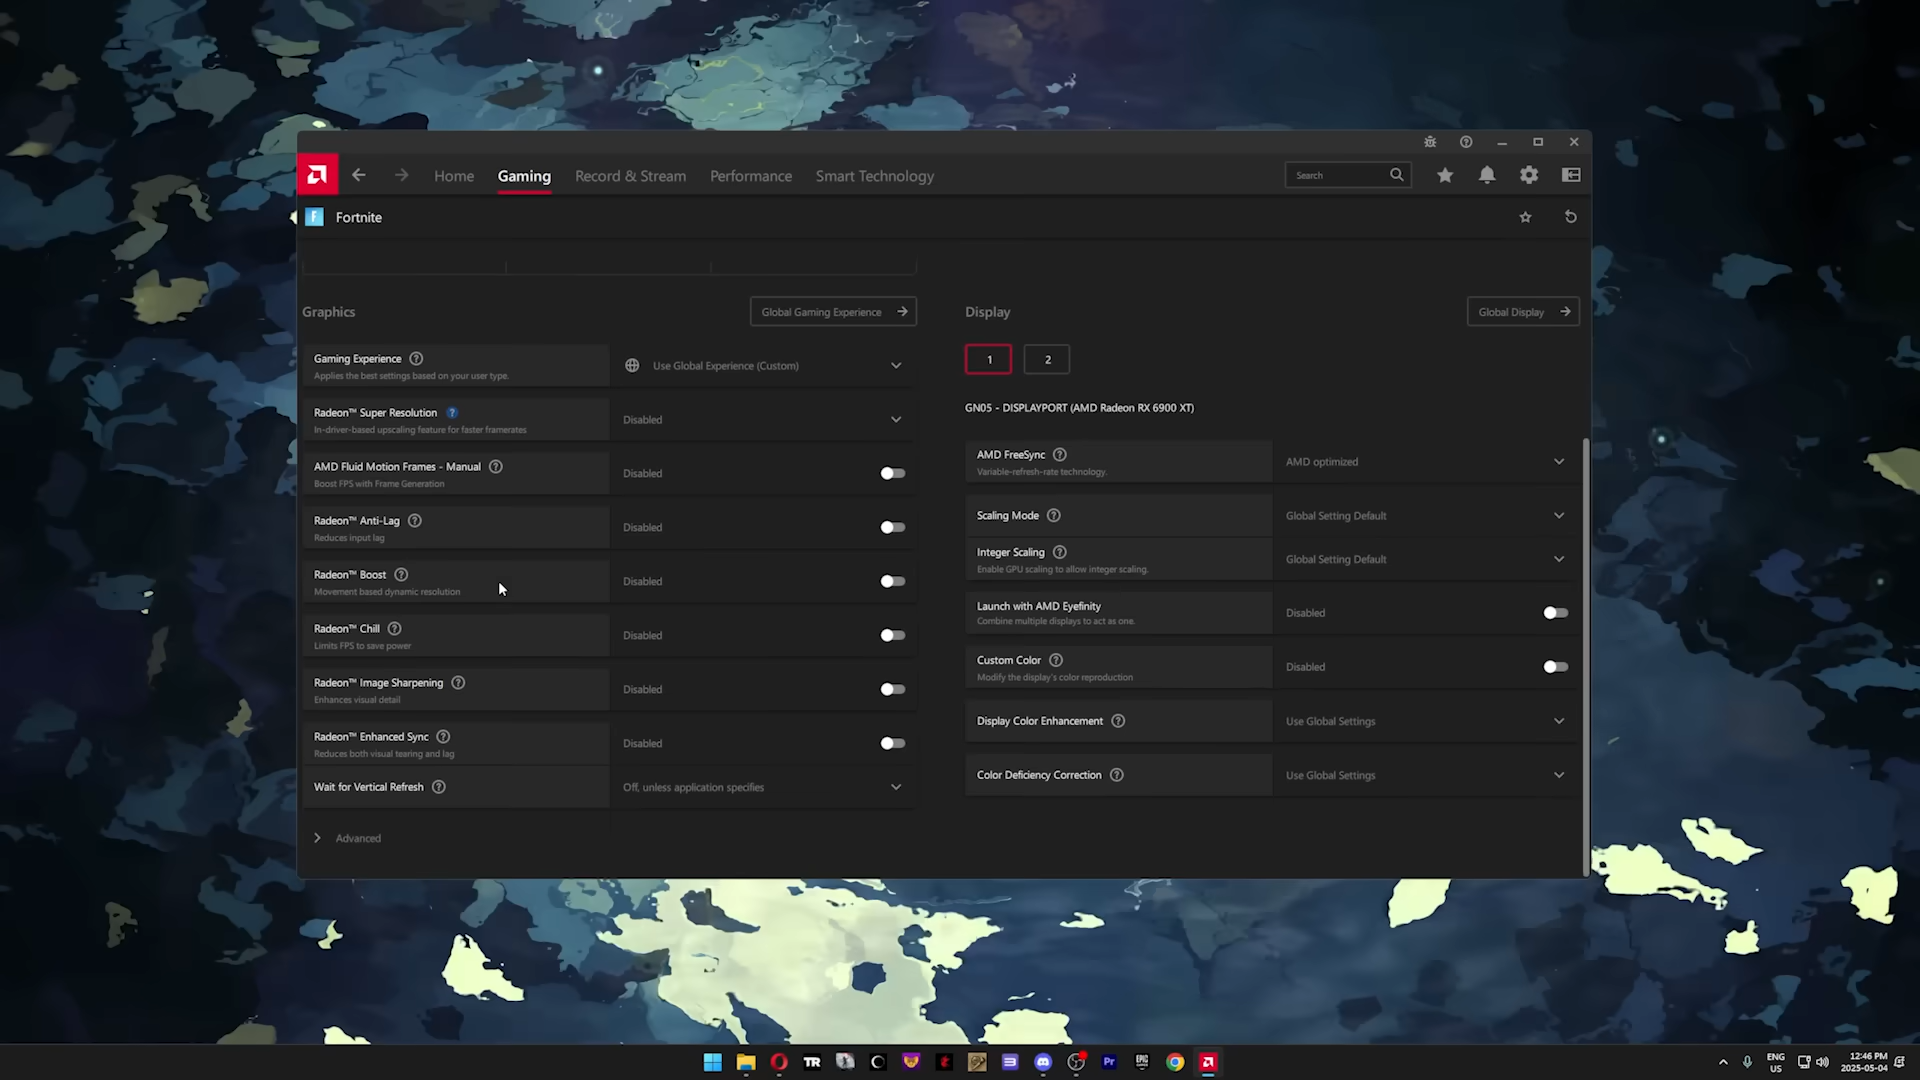 Home
Gaming
Record & Stream
Performance
Smart Technology
Search
F
Fortnite
Graphics
Global Gaming Experience
Gaming Experience
Applies the best settings based on your user type.
Use Global Experience (Custom)
Radeon™ Super Resolution
In-driver-based upscaling feature for faster framerates
Disabled
AMD Fluid Motion Frames - Manual
Boost FPS with Frame Generation
Disabled
Radeon™ Anti-Lag
Reduces input lag
Disabled
Radeon™ Boost
Movement based dynamic resolution
Disabled
Radeon™ Chill
Limits FPS to save power
Disabled
Radeon™ Image Sharpening
Enhances visual detail
Disabled
Radeon™ Enhanced Sync
Reduces both visual tearing and lag
Disabled
Wait for Vertical Refresh
Off, unless application specifies
Advanced
Display
Global Display
1
2
GN05 - DISPLAYPORT (AMD Radeon RX 6900 XT)
AMD FreeSync
Variable-refresh-rate technology.
AMD optimized
Scaling Mode
Global Setting Default
Integer Scaling
Enable GPU scaling to allow integer scaling.
Global Setting Default
Launch with AMD Eyefinity
Combine multiple displays to act as one.
Disabled
Custom Color
Modify the display's color reproduction
Disabled
Display Color Enhancement
Use Global Settings
Color Deficiency Correction
Use Global Settings
TR
Pr
EPIC
ENG
US
12:46 PM
2025-05-04